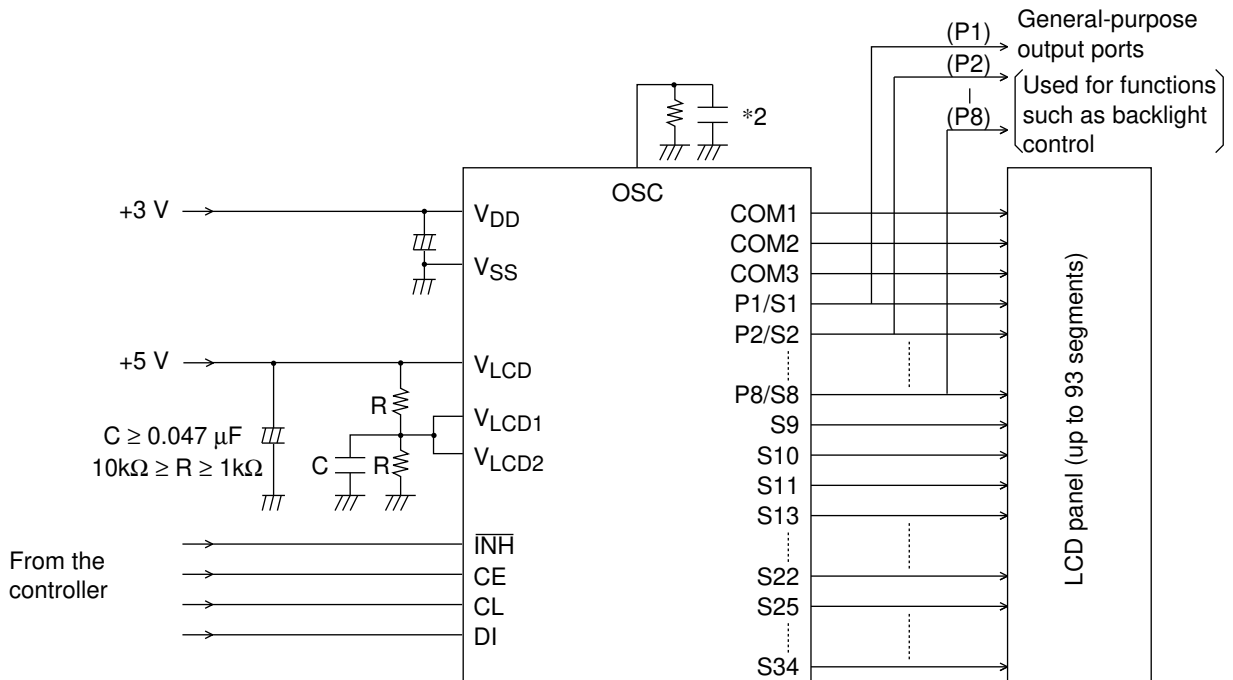 General-purpose
output ports
(P1)
(P2)
(P8)
Used for functions
such as backlight
control
*2
OSC
+3 V
VDD
VSS
+5 V
VLCD
R
VLCD1
C ≥ 0.047 μF
10kΩ ≥ R ≥ 1kΩ
C
R
VLCD2
From the
controller
INH
CE
CL
DI
COM1
COM2
COM3
P1/S1
P2/S2
P8/S8
S9
S10
S11
S13
S22
S25
S34
LCD panel (up to 93 segments)